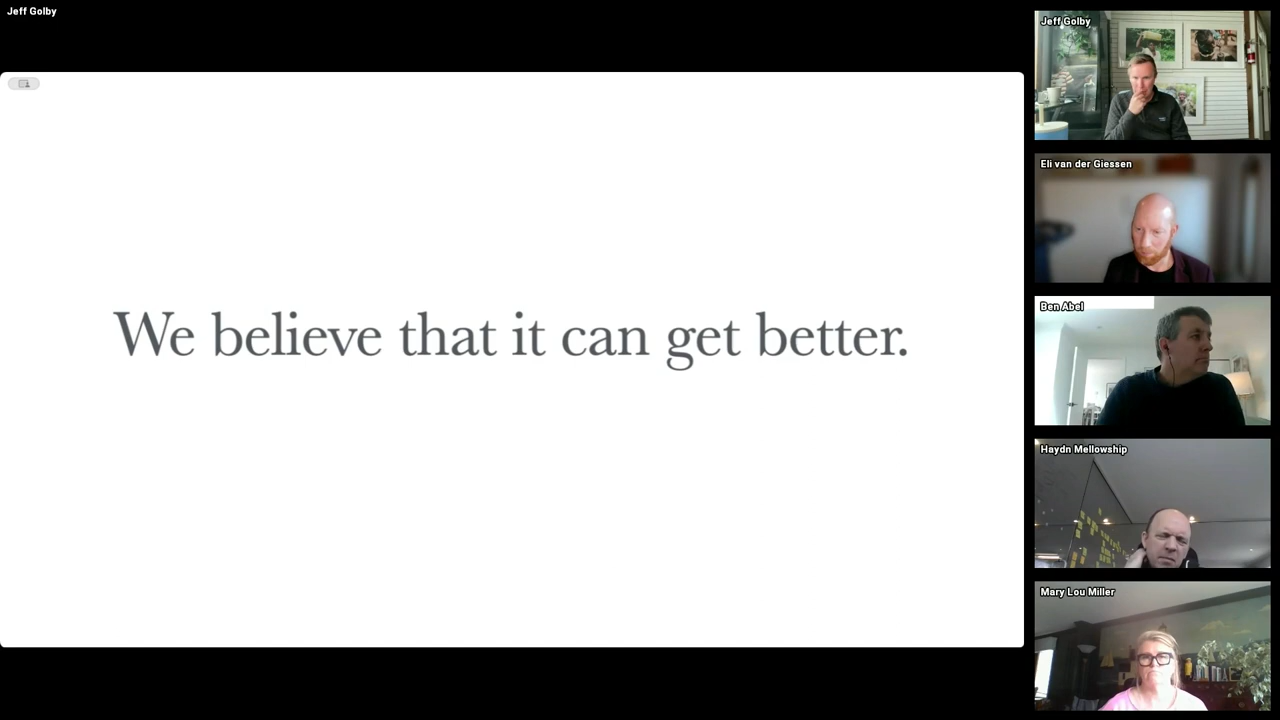 Jeff Golby
We believe that it can get better.
Jeff Golby
Eli van der Giessen
Ben Abel
Haydn Mellowship
Mary Lou Miller